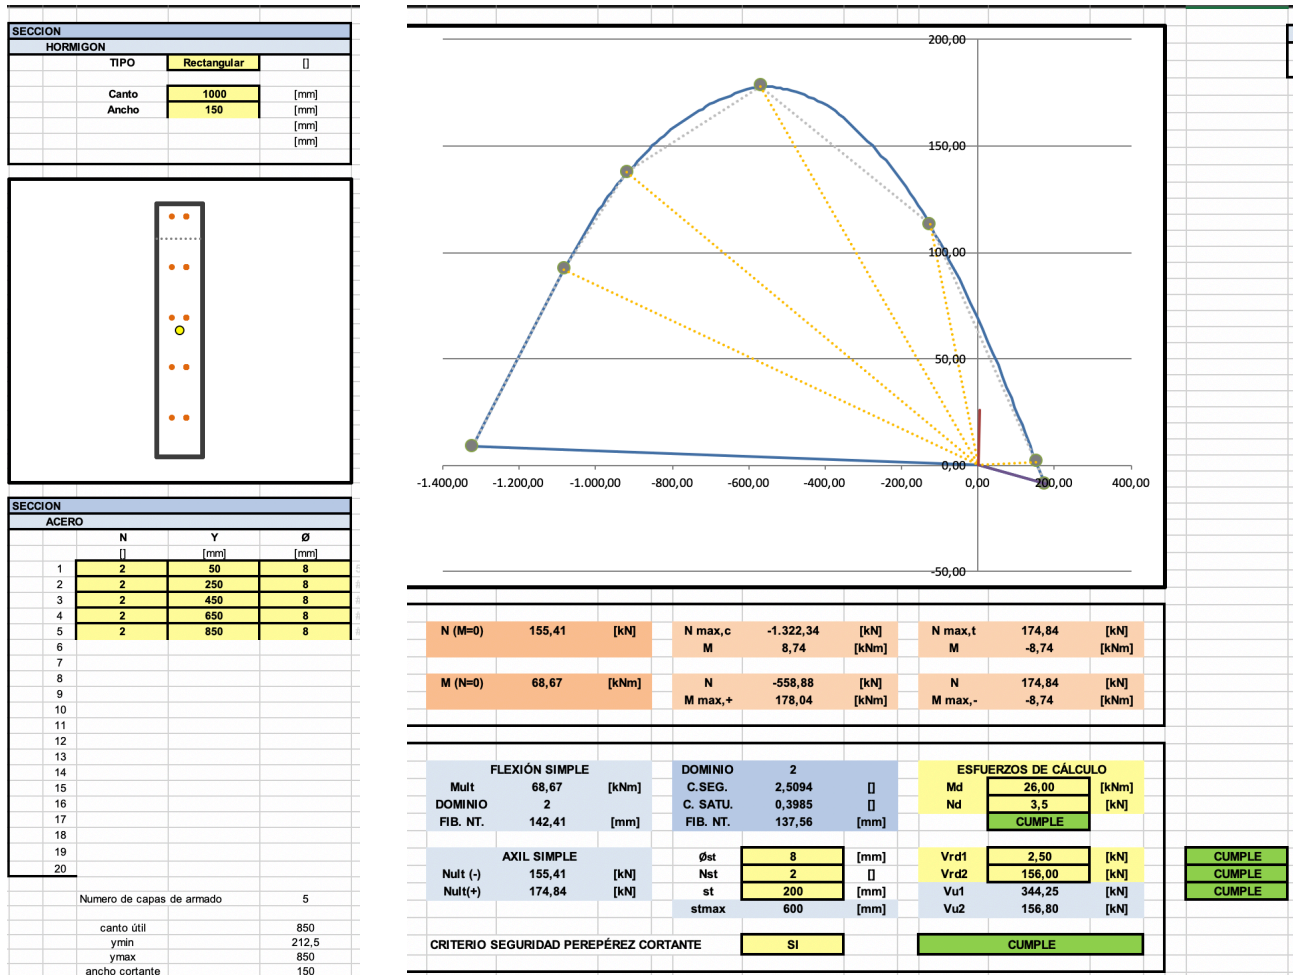 SECCION
HORMIGON
TIPO Rectangular []
Canto 1000 [mm]
Ancho 150 [mm]
[mm]
[mm]
SECCION
ACERO
N Y Ø
[] [mm] [mm]
1 2 50 8
2 2 250 8
3 2 450 8
4 2 650 8
5 2 850 8
6
7
8
9
10
11
12
13
14
15
16
17
18
19
20
Numero de capas de armado 5
canto útil 850
ymin 212,5
ymax 850
ancho cortante 150
200,00
150,00
100,00
50,00
0,00
-1.400,00 -1.200,00 -1.000,00 -800,00 -600,00 -400,00 -200,00 0,00 200,00 400,00
-50,00
N (M=0) 155,41 [kN] N max,c -1.322,34 [kN] N max,t 174,84 [kN]
M 8,74 [kNm] M -8,74 [kNm]
M (N=0) 68,67 [kNm] N -558,88 [kN] N 174,84 [kN]
M max,+ 178,04 [kNm] M max,- -8,74 [kNm]
FLEXIÓN SIMPLE DOMINIO 2 ESFUERZOS DE CÁLCULO
Mult 68,67 [kNm] C.SEG. 2,5094 [] Md 26,00 [kNm]
DOMINIO 2 C. SATU. 0,3985 [] Nd 3,5 [kN]
FIB. NT. 142,41 [mm] FIB. NT. 137,56 [mm] CUMPLE
AXIL SIMPLE Øst 8 [mm] Vrd1 2,50 [kN] CUMPLE
Nult (-) 155,41 [kN] Nst 2 [] Vrd2 156,00 [kN] CUMPLE
Nult(+) 174,84 [kN] st 200 [mm] Vu1 344,25 [kN] CUMPLE
stmax 600 [mm] Vu2 156,80 [kN]
CRITERIO SEGURIDAD PEREPÉREZ CORTANTE SI CUMPLE